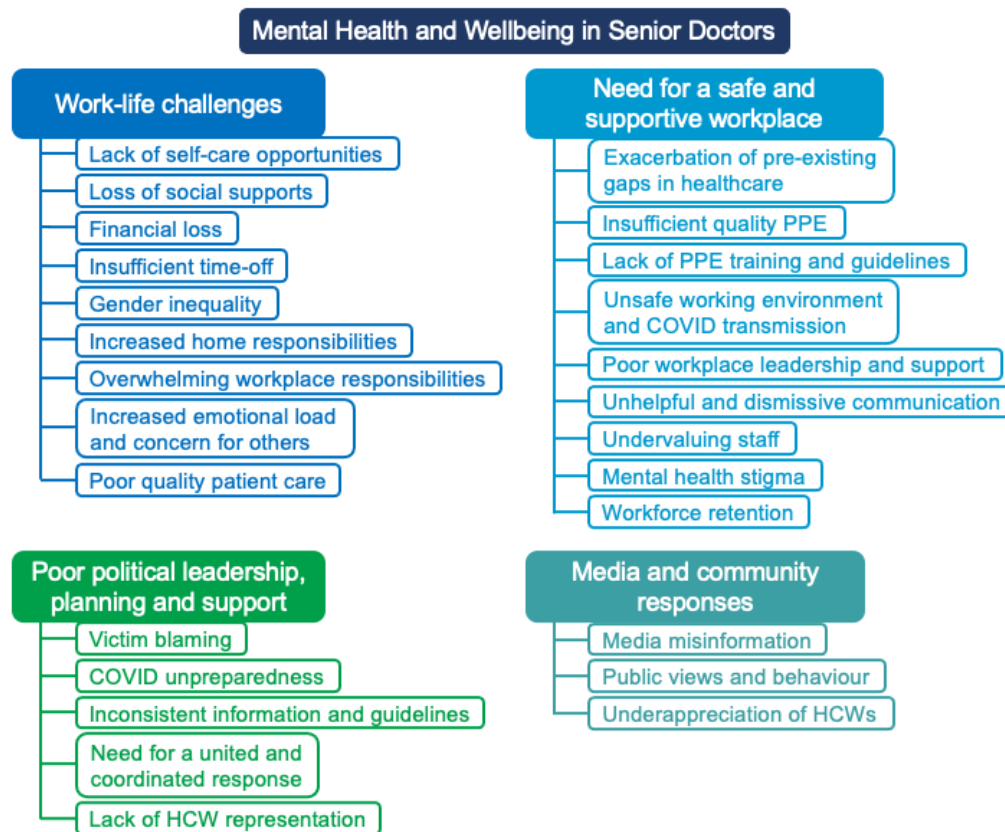 Mental Health and Wellbeing in Senior Doctors
Work-life challenges
Lack of self-care opportunities
Loss of social supports
Financial loss
Insufficient time-off
Gender inequality
Increased home responsibilities
Overwhelming workplace responsibilities
Increased emotional load
and concern for others
Poor quality patient care
Need for a safe and
supportive workplace
Exacerbation of pre-existing
gaps in healthcare
Insufficient quality PPE
Lack of PPE training and guidelines
Unsafe working environment
and COVID transmission
Poor workplace leadership and support
Unhelpful and dismissive communication
Undervaluing staff
Mental health stigma
Workforce retention
Poor political leadership,
planning and support
Victim blaming
COVID unpreparedness
Inconsistent information and guidelines
Need for a united and
coordinated response
Lack of HCW representation
Media and community
responses
Media misinformation
Public views and behaviour
Underappreciation of HCWs